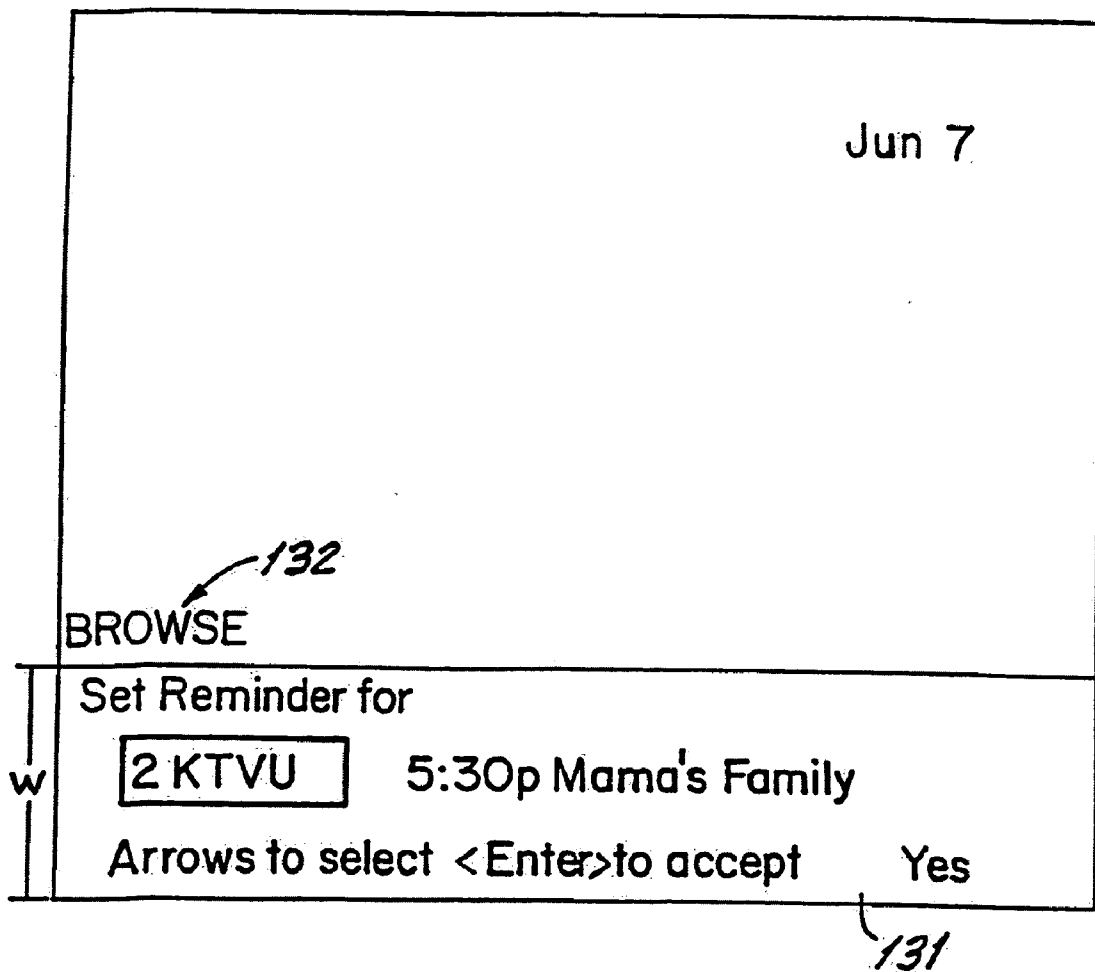 Jun 7
132
BROWSE
Set Reminder for
2 KTVU 5:30p Mama's Family
W
Arrows to select <Enter>to accept Yes
131